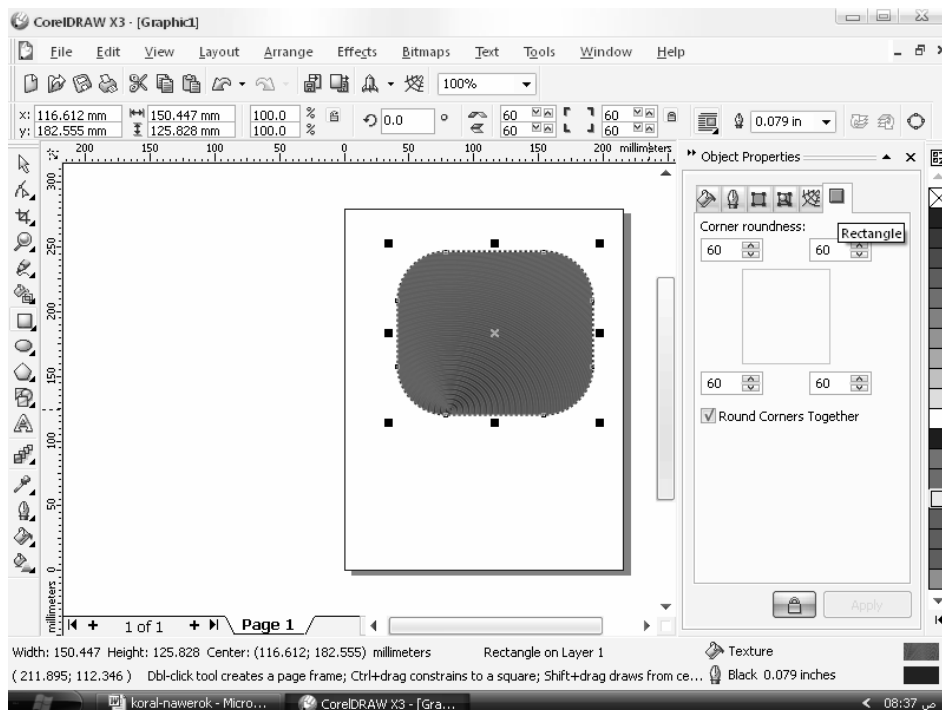 CorelDRAW X3 - [Graphic1]
File Edit View Layout Arrange Effects Bitmaps Text Tools Window Help
100%
x: 116.612 mm 150.447 mm 100.0 % 0.0 ° 60 60 0.079 in
y: 182.555 mm 125.828 mm 100.0 % 60 60
200 150 100 50 0 50 100 150 200 millimeters
300
250
200
150
100
50
0
millimeters
Object Properties
Corner roundness:
Rectangle
60 60
60 60
Round Corners Together
Apply
1 of 1 Page 1
Width: 150.447 Height: 125.828 Center: (116.612; 182.555) millimeters Rectangle on Layer 1 Texture
( 211.895; 112.346 ) Dbl-click tool creates a page frame; Ctrl+drag constrains to a square; Shift+drag draws from ce... Black 0.079 inches
koral-nawerok - Micro... CorelDRAW X3 - [Gra... 08:37 ص